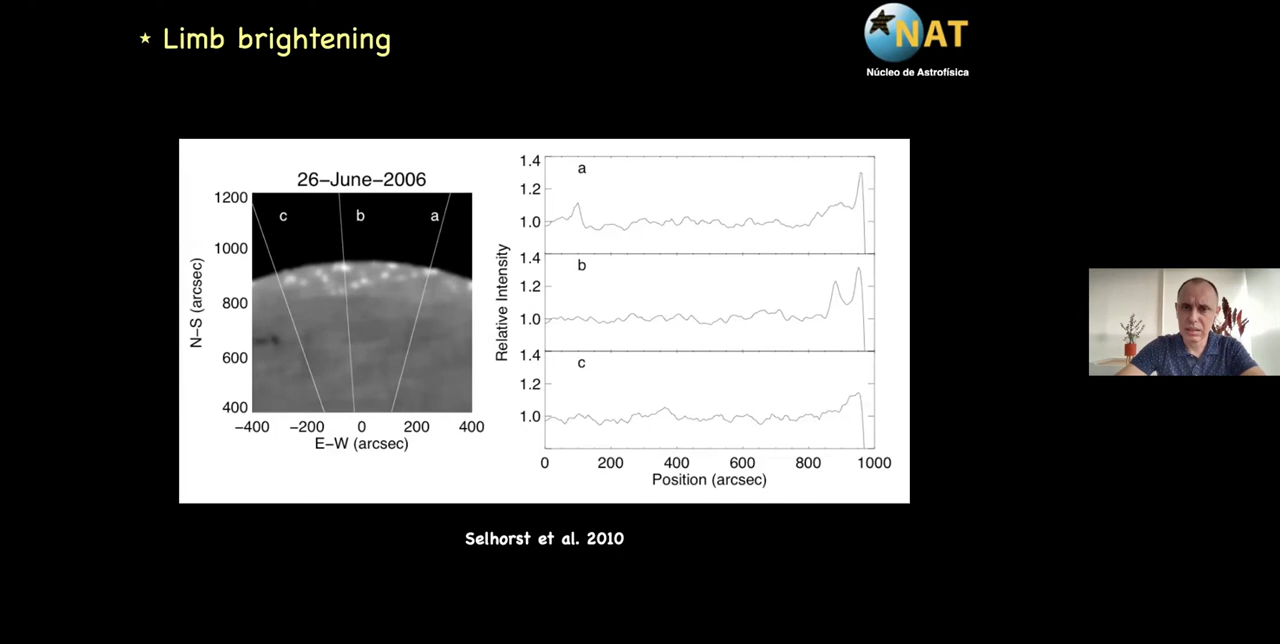 ★ Limb brightening
NAT
Núcleo de Astrofísica
26–June–2006
1200
1000
800
600
400
c
b
a
N–S (arcsec)
−400
−200
0
200
400
E–W (arcsec)
Relative Intensity
1.4
1.2
1.0
a
1.4
1.2
1.0
b
1.4
1.2
1.0
c
0
200
400
600
800
1000
Position (arcsec)
Selhorst et al. 2010